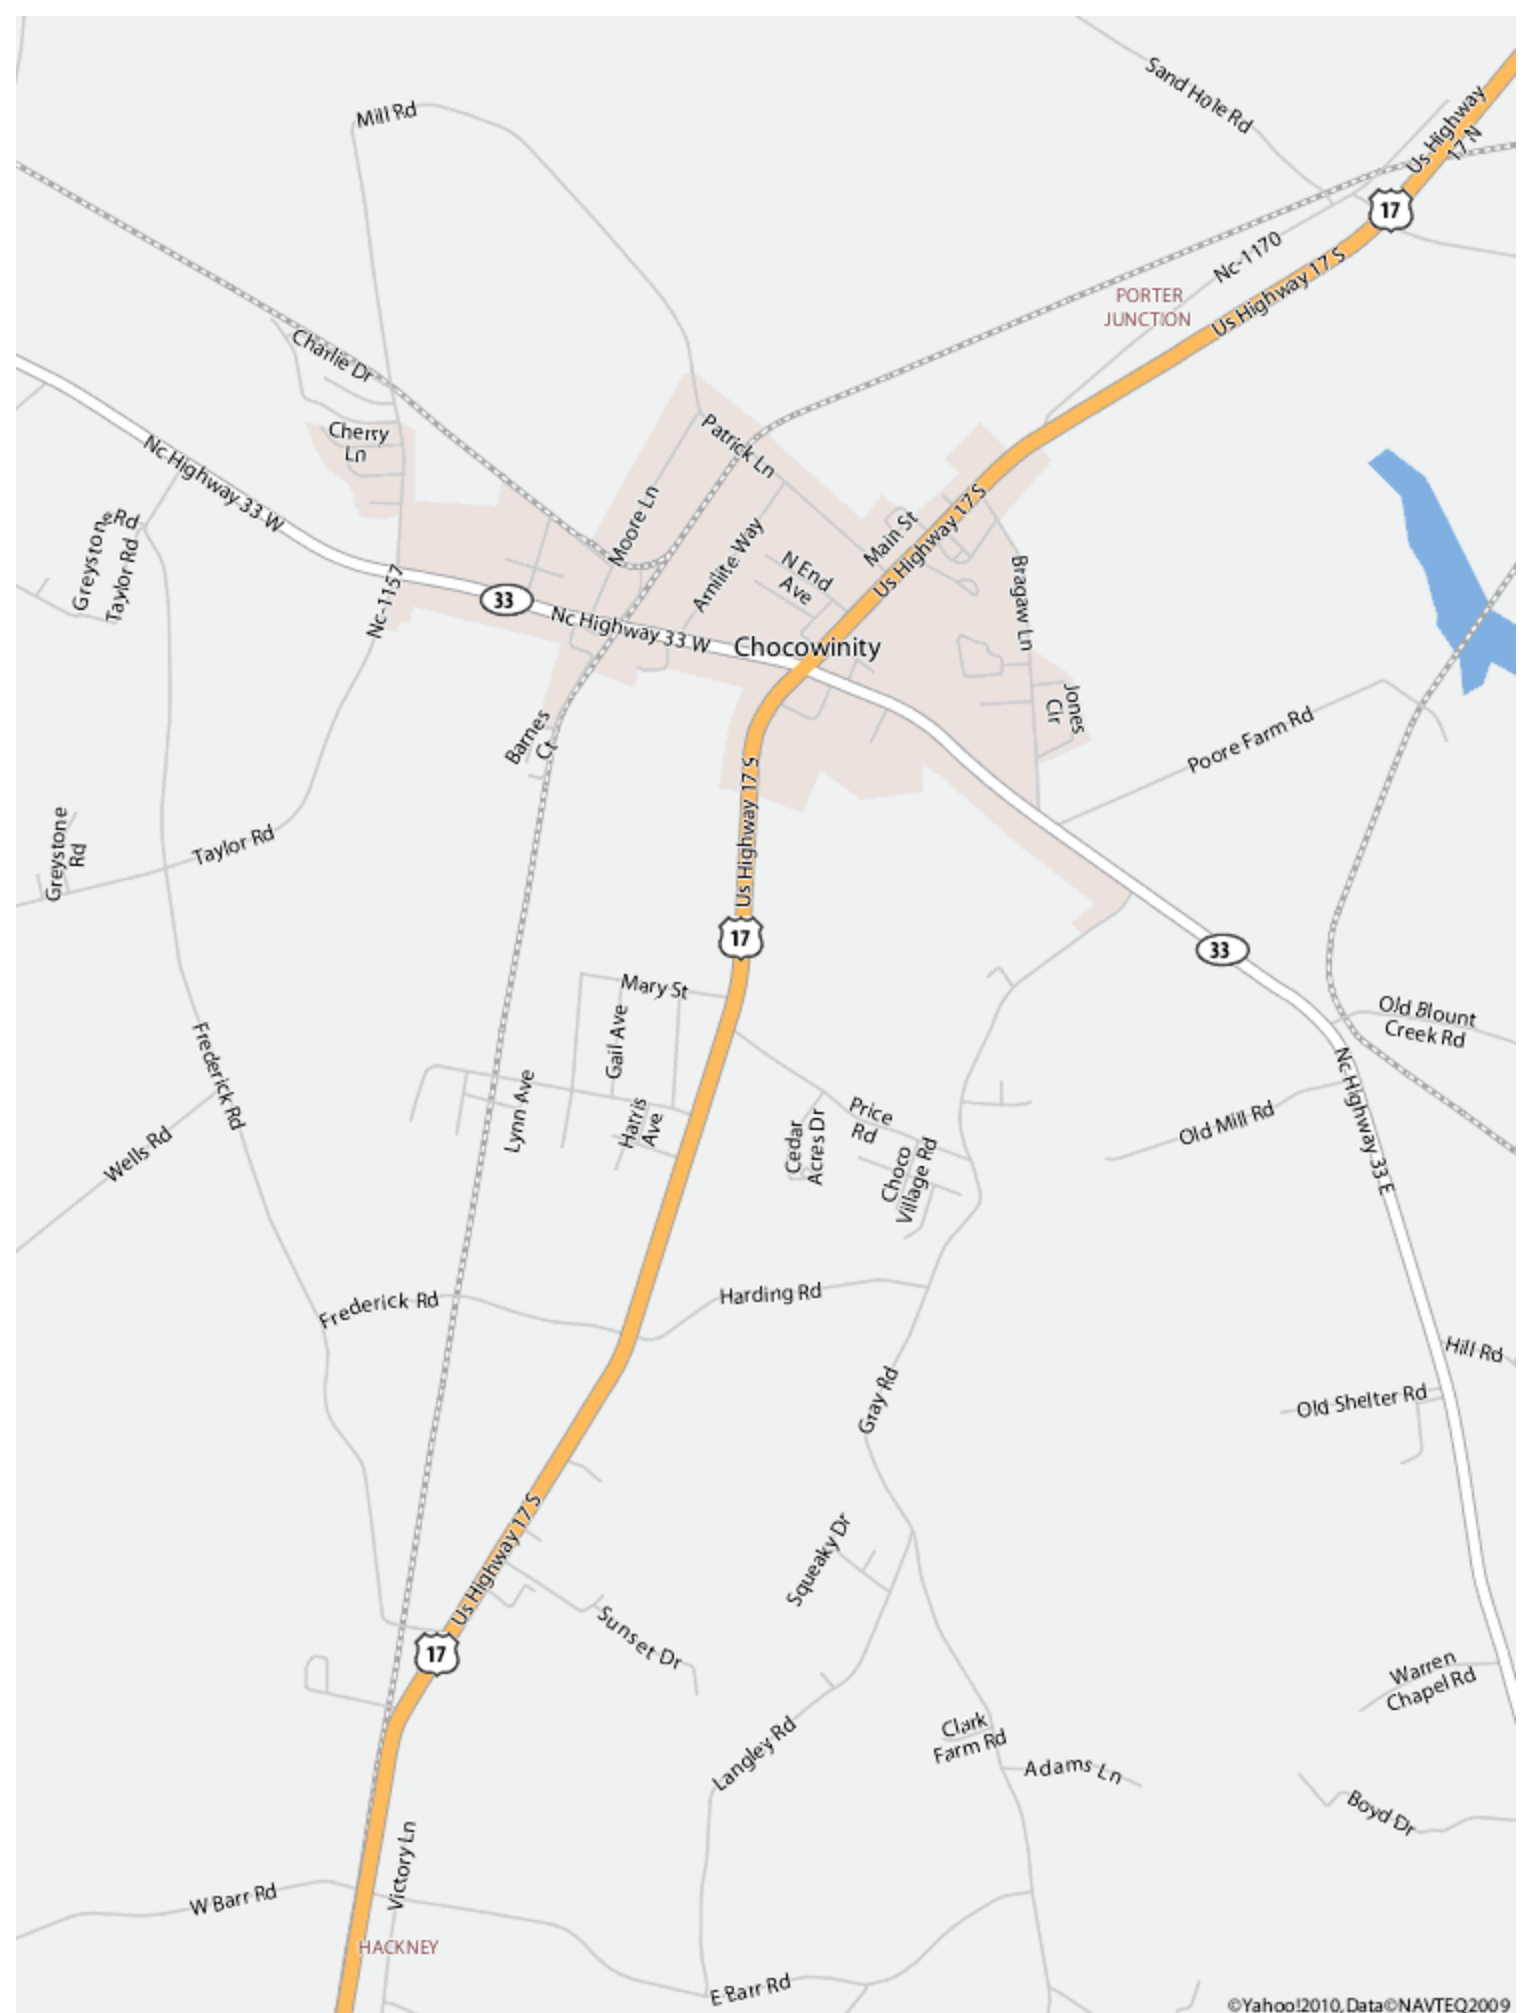 Mill Rd
Sand Hole Rd
Us Highway
17 N
17
Nc-1170
Us Highway 17 S
PORTER
JUNCTION
Charlie Dr
Cherry
Ln
Patrick Ln
Nc Highway 33 W
Greystone Rd
Taylor Rd
Nc-1157
33
Moore Ln
Arnilite Way
N End
Ave
Main St
Us Highway 17 S
Bragaw Ln
Nc Highway 33 W
Chocowinity
Jones
Cir
Barnes
Ct
Poore Farm Rd
Us Highway 17 S
Greystone
Rd
Taylor Rd
17
33
Mary St
Gail Ave
Old Blount
Creek Rd
Frederick Rd
Lynn Ave
Harris
Ave
Cedar
Acres Dr
Price
Rd
Choco
Village Rd
Old Mill Rd
Nc Highway 33 E
Wells Rd
Frederick Rd
Harding Rd
Hill Rd
Gray Rd
Old Shelter Rd
Us Highway 17 S
Squeaky Dr
Sunset Dr
17
Warren
Chapel Rd
Langley Rd
Clark
Farm Rd
Adams Ln
Boyd Dr
Victory Ln
W Barr Rd
HACKNEY
E Barr Rd
©Yahoo!2010, Data©NAVTEQ2009